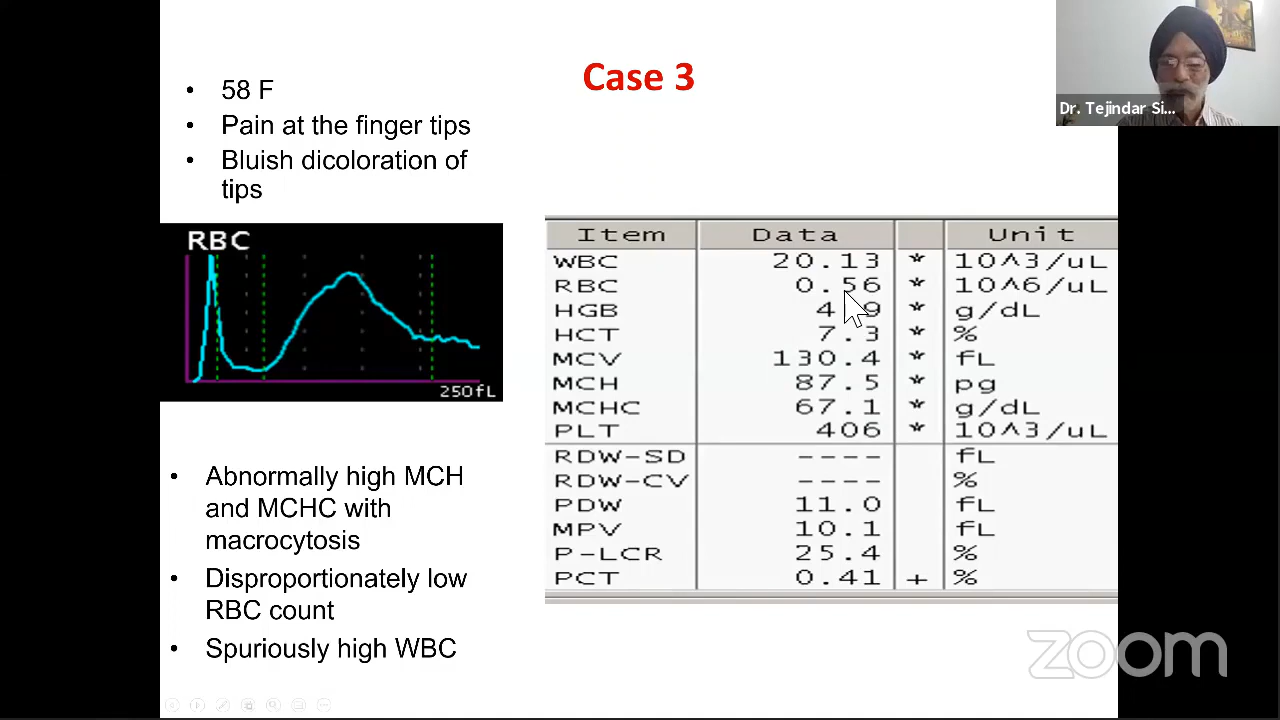 Case 3
• 58 F
• Pain at the finger tips
• Bluish dicoloration of
tips
Dr. Tejindar Si...
RBC
250fL
Item Data Unit
WBC 20.13 * 10^3/uL
RBC 0.56 * 10^6/uL
HGB 4. 9 * g/dL
HCT 7.3 * %
MCV 130.4 * fL
MCH 87.5 * pg
MCHC 67.1 * g/dL
PLT 406 * 10^3/uL
RDW-SD ---- fL
RDW-CV ---- %
PDW 11.0 fL
MPV 10.1 fL
P-LCR 25.4 %
PCT 0.41 + %
• Abnormally high MCH
and MCHC with
macrocytosis
• Disproportionately low
RBC count
• Spuriously high WBC
zoom